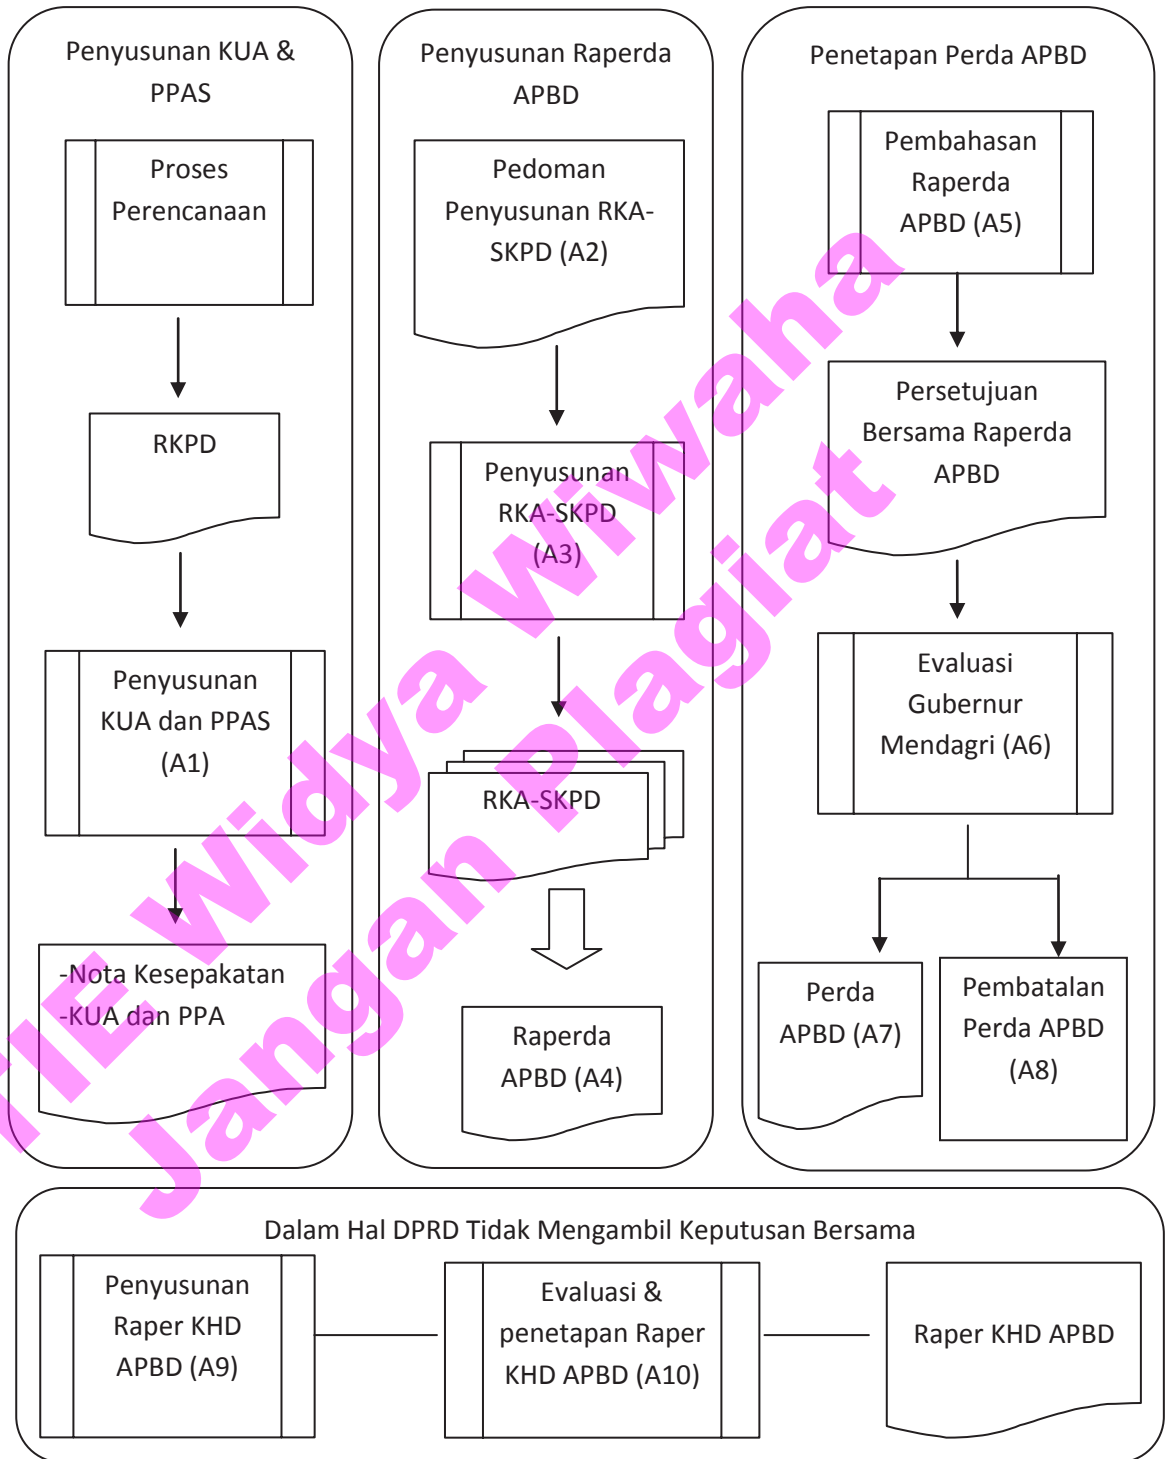 Penyusunan KUA &
PPAS
Proses
Perencanaan
RKPD
Penyusunan
KUA dan PPAS
(A1)
-Nota Kesepakatan
-KUA dan PPA
Penyusunan Raperda
APBD
Pedoman
Penyusunan RKA-
SKPD (A2)
Penyusunan
RKA-SKPD
(A3)
RKA-SKPD
Raperda
APBD (A4)
Penetapan Perda APBD
Pembahasan
Raperda
APBD (A5)
Persetujuan
Bersama Raperda
APBD
Evaluasi
Gubernur
Mendagri (A6)
Perda
APBD (A7)
Pembatalan
Perda APBD
(A8)
Dalam Hal DPRD Tidak Mengambil Keputusan Bersama
Penyusunan
Raper KHD
APBD (A9)
Evaluasi &
penetapan Raper
KHD APBD (A10)
Raper KHD APBD
TIE Widya Wiwaha
Jangan Plagiat